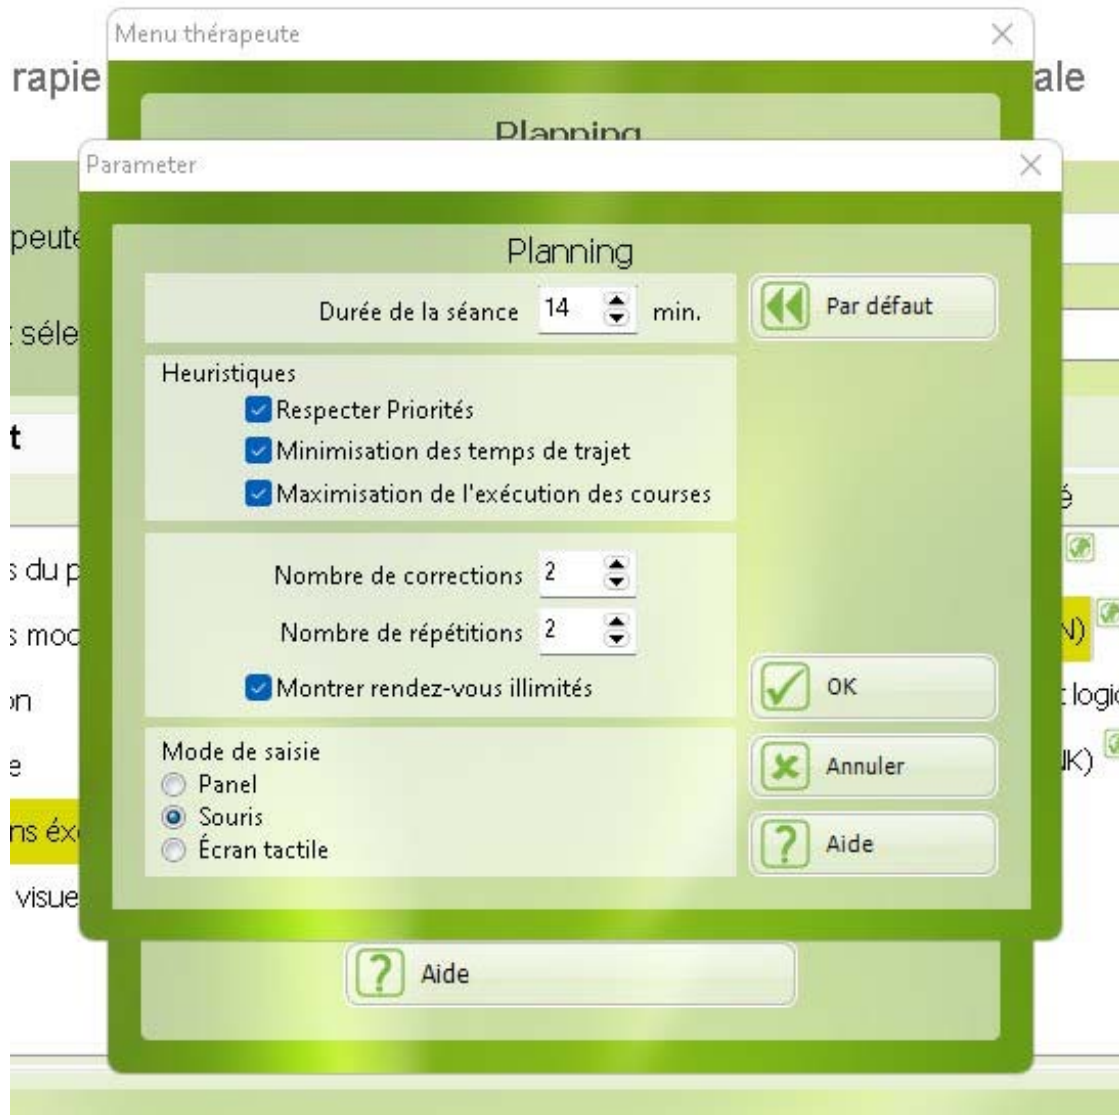 Menu thérapeute
rapie
ale
Planning
Parameter
peute
Planning
Durée de la séance 14 min.
Par défaut
: séle
Heuristiques
Respecter Priorités
t
Minimisation des temps de trajet
Maximisation de l'exécution des courses
é
s du p
Nombre de corrections 2
s mod
Nombre de répétitions 2
N)
on
Montrer rendez-vous illimités
OK
t logic
e
Mode de saisie
Annuler
NK)
Panel
Souris
ns éxé
Écran tactile
Aide
visue
Aide